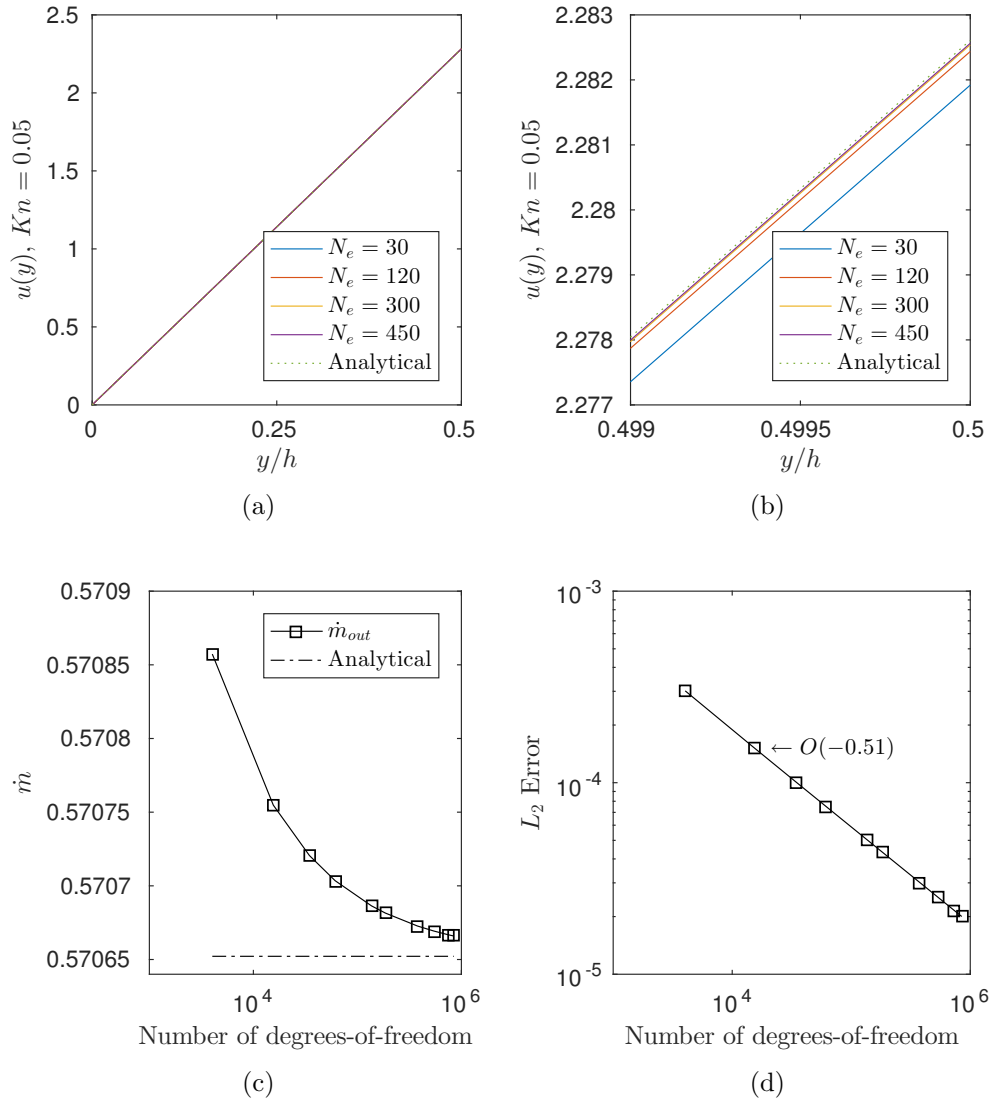 2.5
2
1.5
1
0.5
0
u(y), Kn = 0.05
N_e = 30
N_e = 120
N_e = 300
N_e = 450
Analytical
0
0.25
0.5
y/h
(a)
2.283
2.282
2.281
2.28
2.279
2.278
2.277
u(y), Kn = 0.05
N_e = 30
N_e = 120
N_e = 300
N_e = 450
Analytical
0.499
0.4995
0.5
y/h
(b)
0.5709
0.57085
0.5708
0.57075
0.5707
0.57065
ṁ
ṁ_out
Analytical
10^4
10^6
Number of degrees-of-freedom
(c)
10^-3
10^-4
10^-5
L_2 Error
← O(−0.51)
10^4
10^6
Number of degrees-of-freedom
(d)